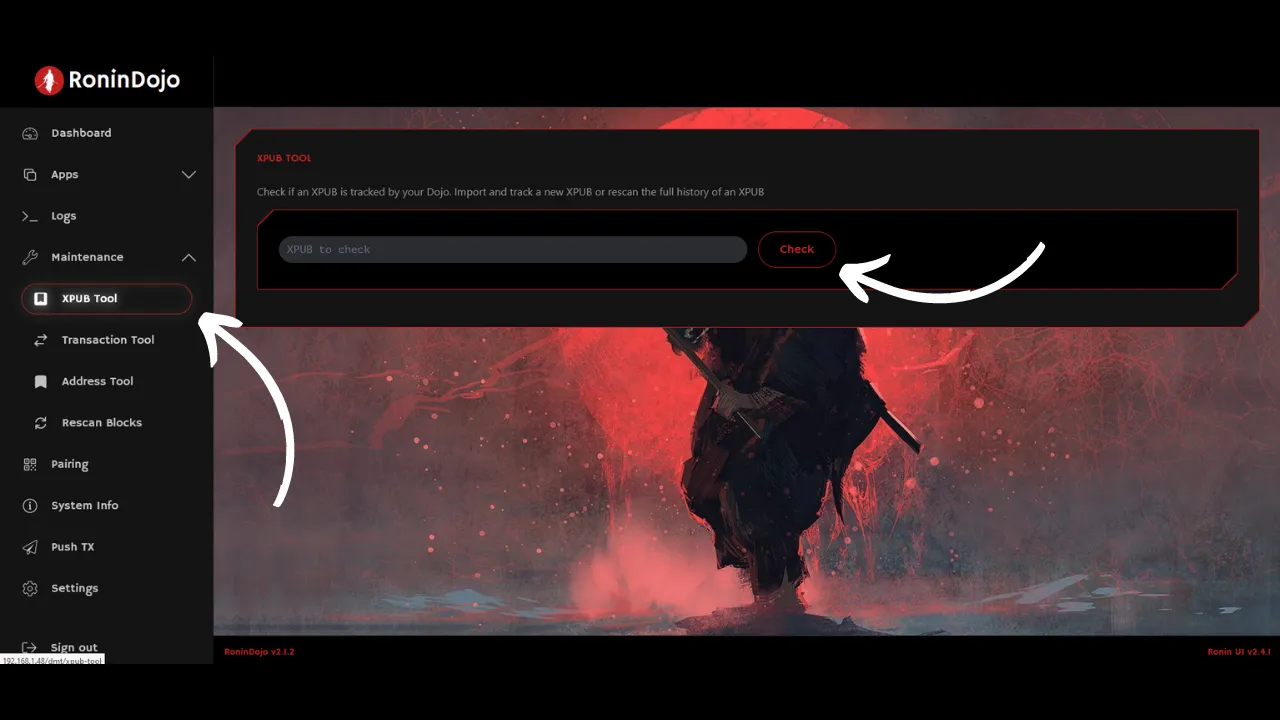 RoninDojo
Dashboard
Apps
Logs
Maintenance
XPUB Tool
Transaction Tool
Address Tool
Rescan Blocks
Pairing
System Info
Push TX
Settings
Sign out
192.168.1.48/dmt/xpub-tool
XPUB TOOL
Check if an XPUB is tracked by your Dojo. Import and track a new XPUB or rescan the full history of an XPUB
XPUB to check
Check
RoninDojo v2.1.2
Ronin UI v2.4.1